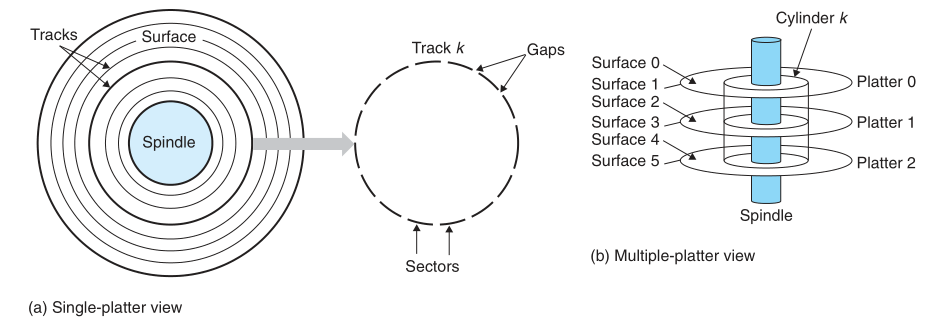 Tracks
Surface
Spindle
Track k
Gaps
Sectors
(a) Single-platter view
Cylinder k
Surface 0
Surface 1
Surface 2
Surface 3
Surface 4
Surface 5
Platter 0
Platter 1
Platter 2
Spindle
(b) Multiple-platter view